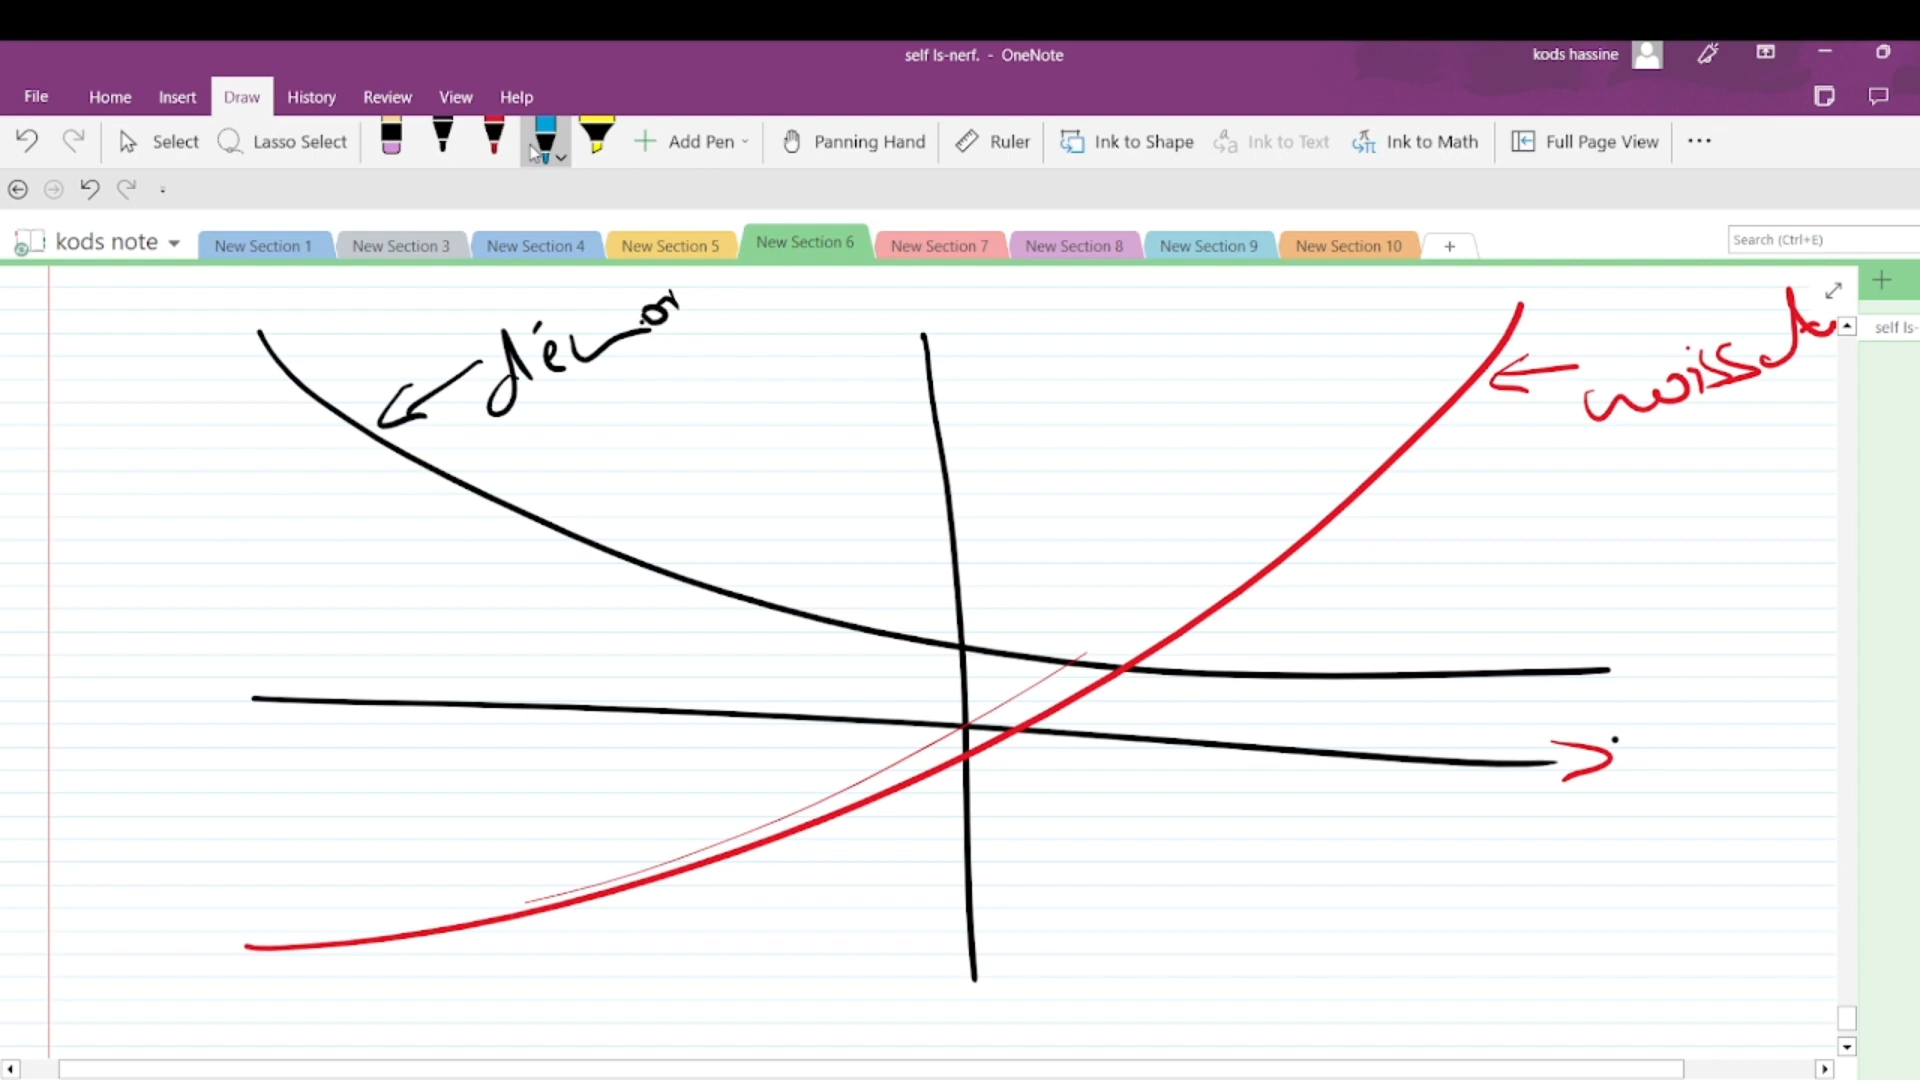 self ls-nerf. - OneNote
kods hassine
File Home Insert Draw History Review View Help
Select Lasso Select Add Pen Panning Hand Ruler Ink to Shape Ink to Text Ink to Math Full Page View
kods note New Section 1 New Section 3 New Section 4 New Section 5 New Section 6 New Section 7 New Section 8 New Section 9 New Section 10
Search (Ctrl+E)
self ls-